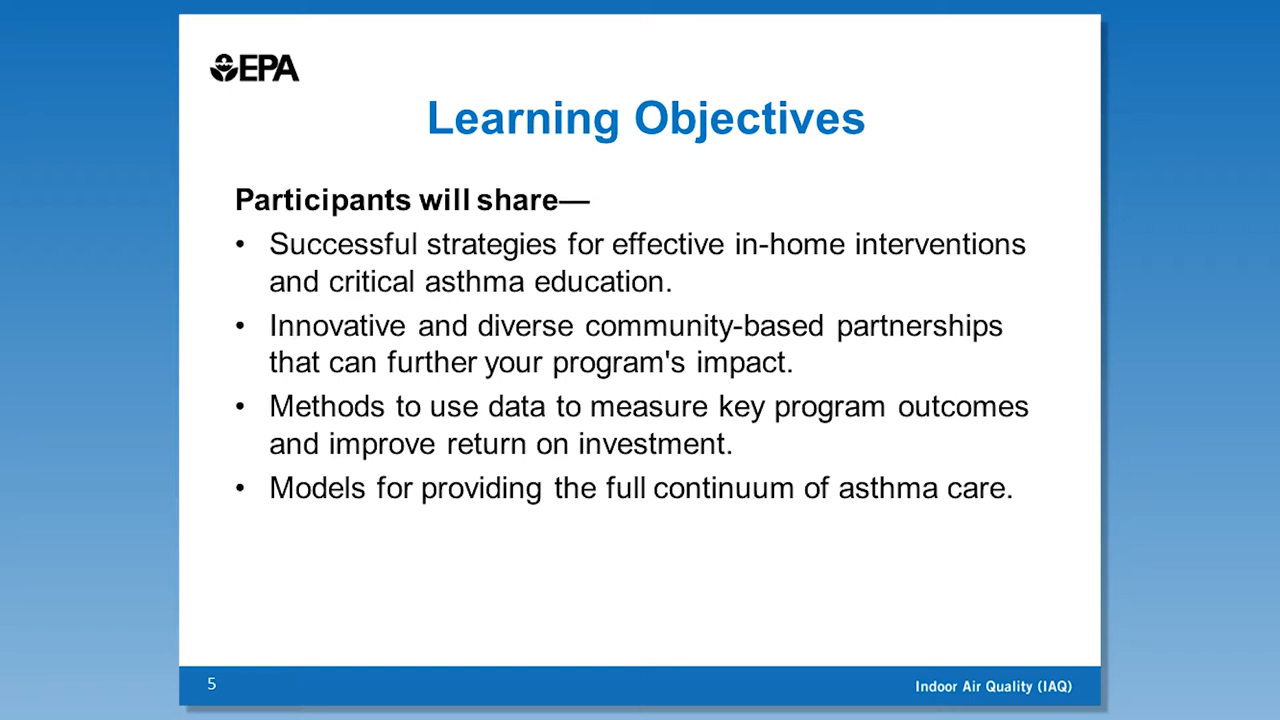 EPA
Learning Objectives
Participants will share—
• Successful strategies for effective in-home interventions
and critical asthma education.
• Innovative and diverse community-based partnerships
that can further your program's impact.
• Methods to use data to measure key program outcomes
and improve return on investment.
• Models for providing the full continuum of asthma care.
5
Indoor Air Quality (IAQ)